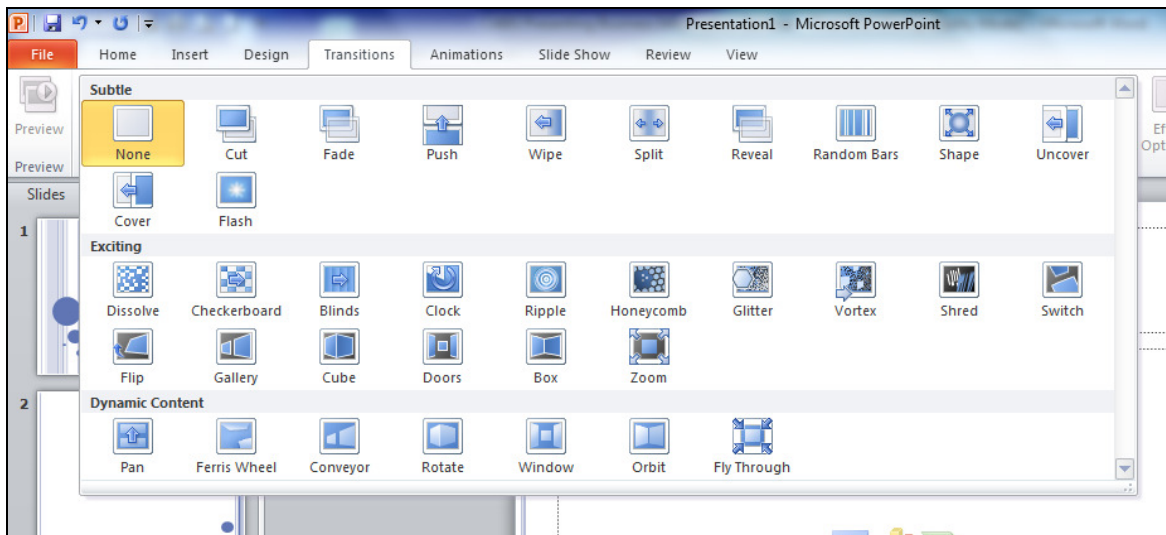 Presentation1 - Microsoft PowerPoint
File Home Insert Design Transitions Animations Slide Show Review View
Subtle
Preview
None Cut Fade Push Wipe Split Reveal Random Bars Shape Uncover
Preview
Slides
Cover Flash
1
Exciting
Dissolve Checkerboard Blinds Clock Ripple Honeycomb Glitter Vortex Shred Switch
Flip Gallery Cube Doors Box Zoom
2
Dynamic Content
Pan Ferris Wheel Conveyor Rotate Window Orbit Fly Through